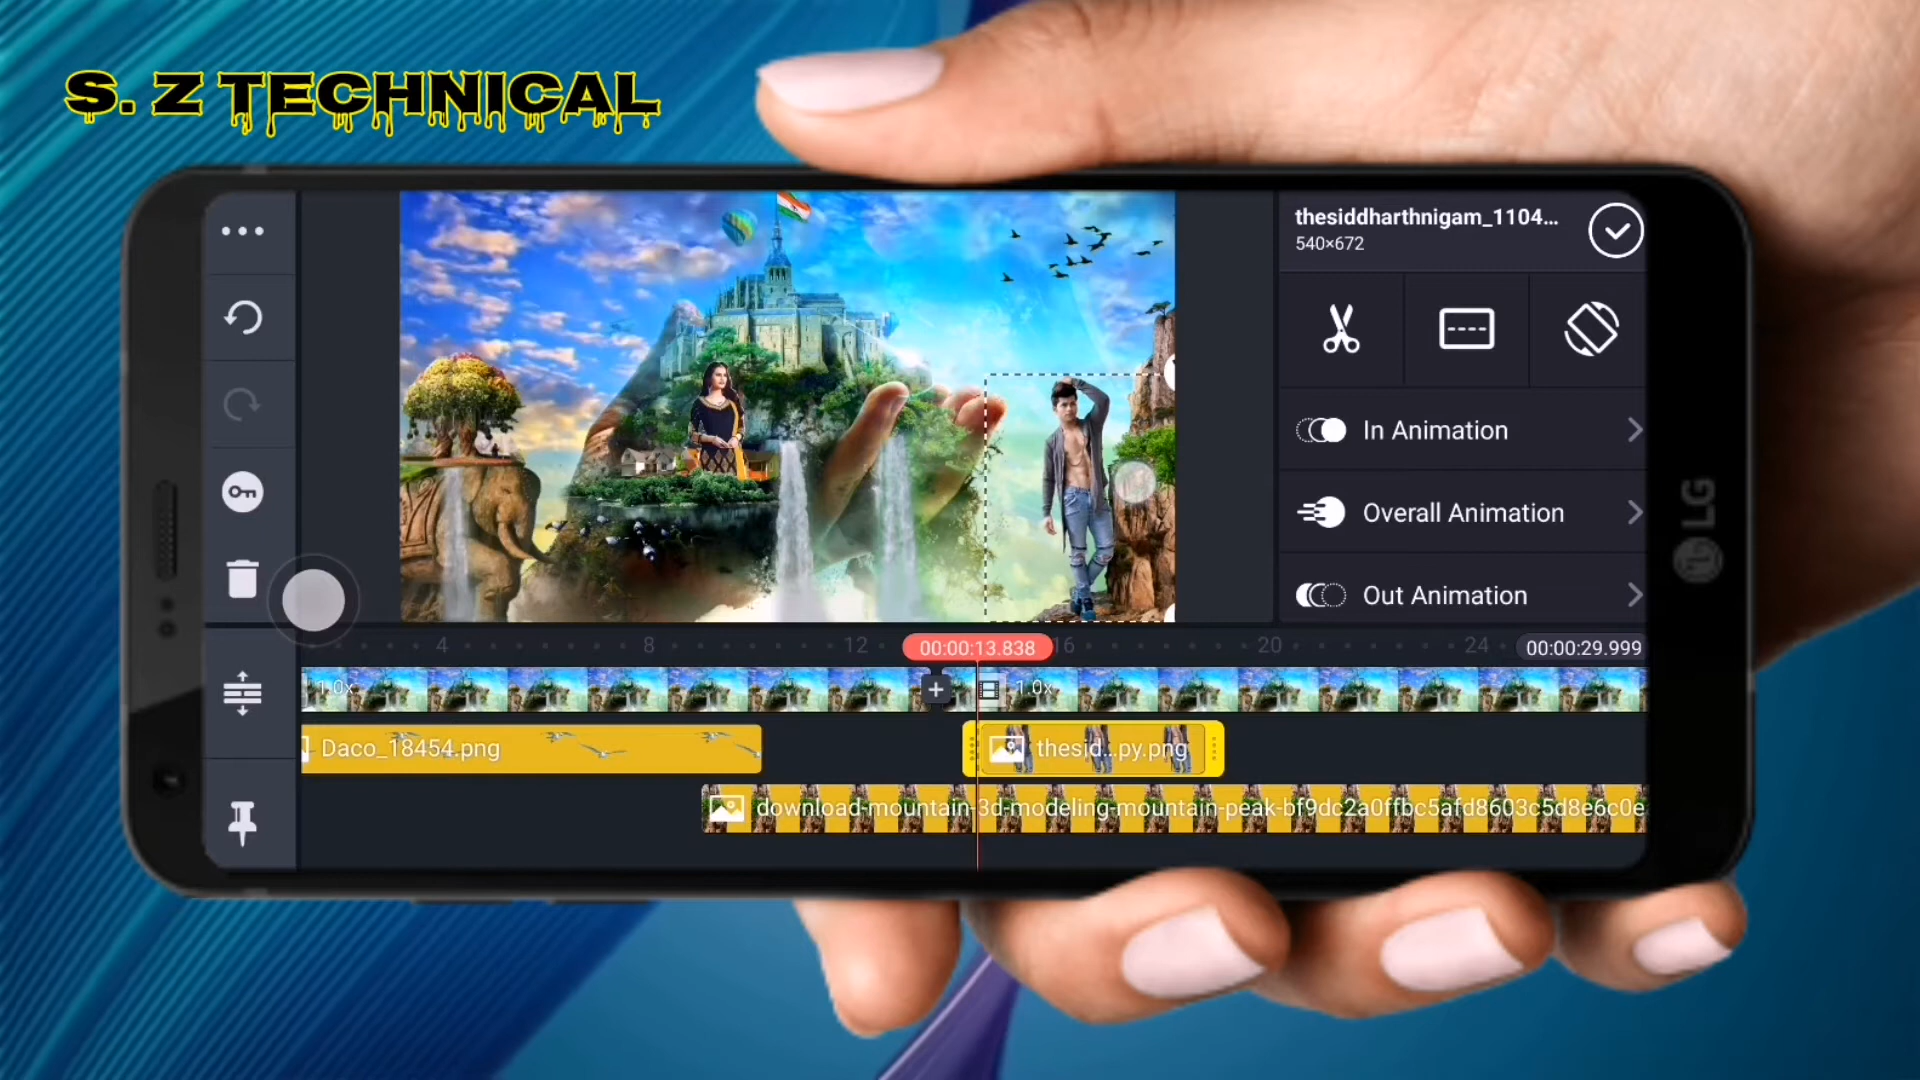 S. Z TECHNICAL
thesiddharthnigam_1104...
540×672
In Animation
Overall Animation
Out Animation
4
8
12
00:00:13.838
16
20
24
00:00:29.999
1.0x
1.0x
Daco_18454.png
thesid...py.png
download-mountain-3d-modeling-mountain-peak-bf9dc2a0ffbc5afd8603c5d8e6c0e
LG